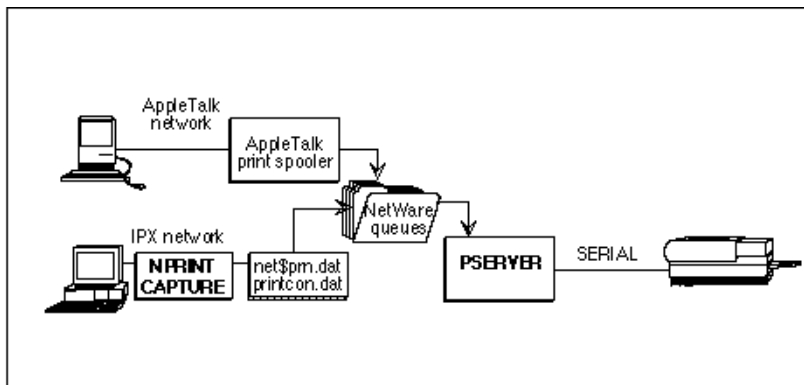 AppleTalk
network
AppleTalk
print spooler
NetWare
queues
IPX network
NPRINT
CAPTURE
net$prn.dat
printcon.dat
PSERVER
SERIAL